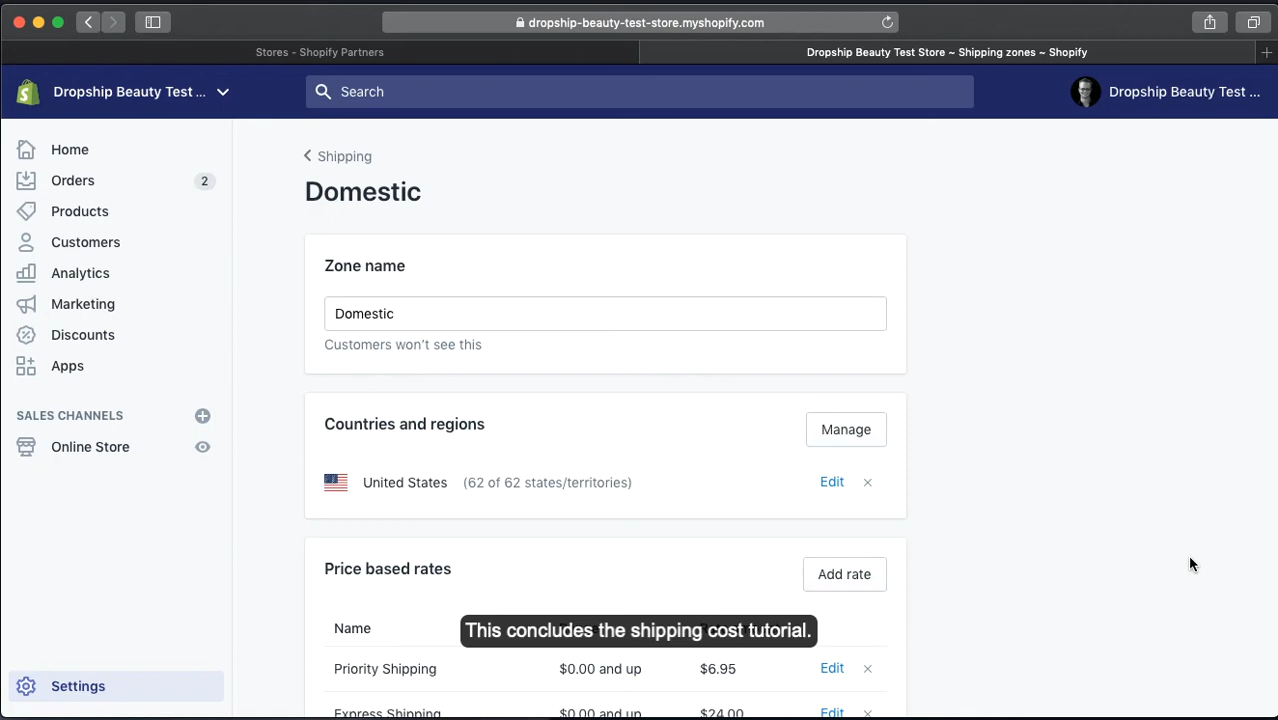 dropship-beauty-test-store.myshopify.com
Stores - Shopify Partners
Dropship Beauty Test Store ~ Shipping zones ~ Shopify
Dropship Beauty Test ...
Search
Dropship Beauty Test ...
Home
Orders 2
Products
Customers
Analytics
Marketing
Discounts
Apps
SALES CHANNELS
Online Store
Settings
Shipping
Domestic
Zone name
Domestic
Customers won't see this
Countries and regions
Manage
United States (62 of 62 states/territories) Edit
Price based rates
Add rate
Name
This concludes the shipping cost tutorial.
Priority Shipping $0.00 and up $6.95 Edit
Express Shipping $0.00 and up $24.00 Edit